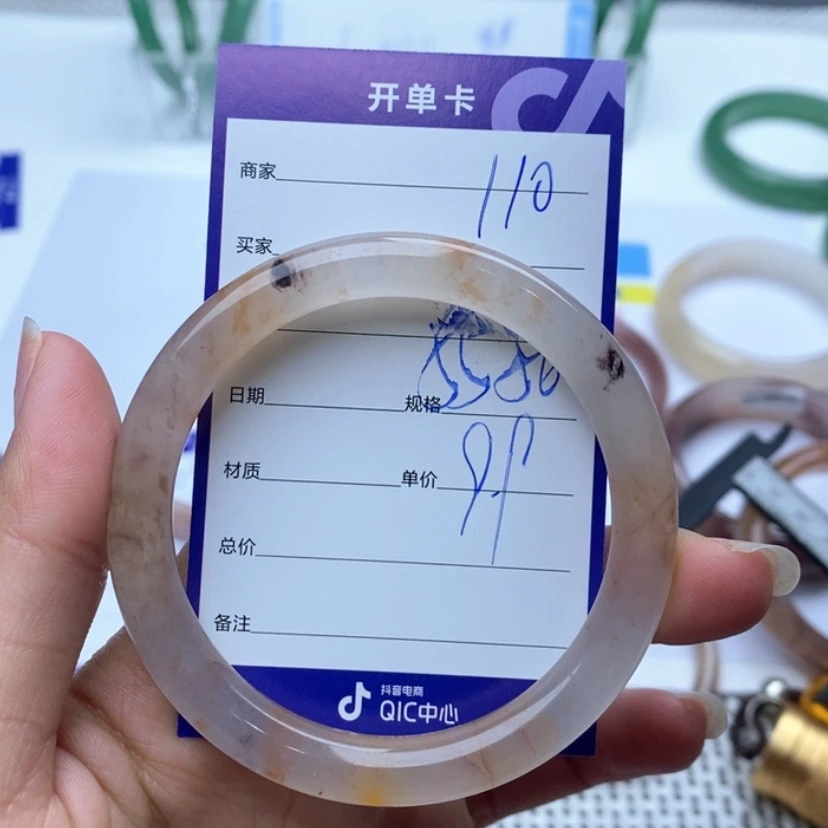 开单卡
商家 110
买家
日期 规格
材质 单价
总价
备注
抖音电商
QIC中心